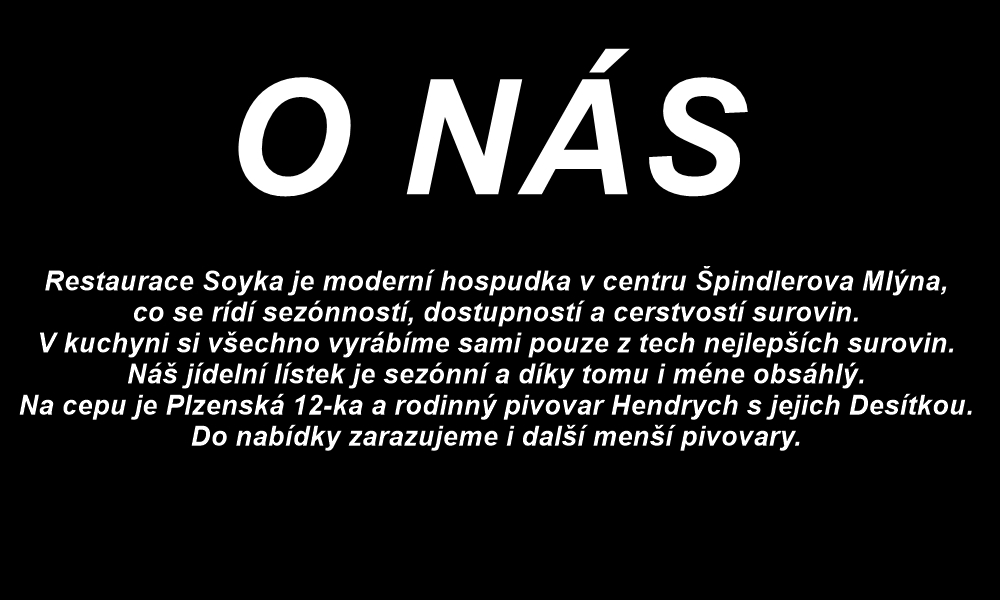 O NÁS
Restaurace Soyka je moderní hospudka v centru Špindlerova Mlýna,
co se rídí sezónností, dostupností a cerstvostí surovin.
V kuchyni si všechno vyrábíme sami pouze z tech nejlepších surovin.
Náš jídelní lístek je sezónní a díky tomu i méne obsáhlý.
Na cepu je Plzenská 12-ka a rodinný pivovar Hendrych s jejich Desítkou.
Do nabídky zarazujeme i další menší pivovary.